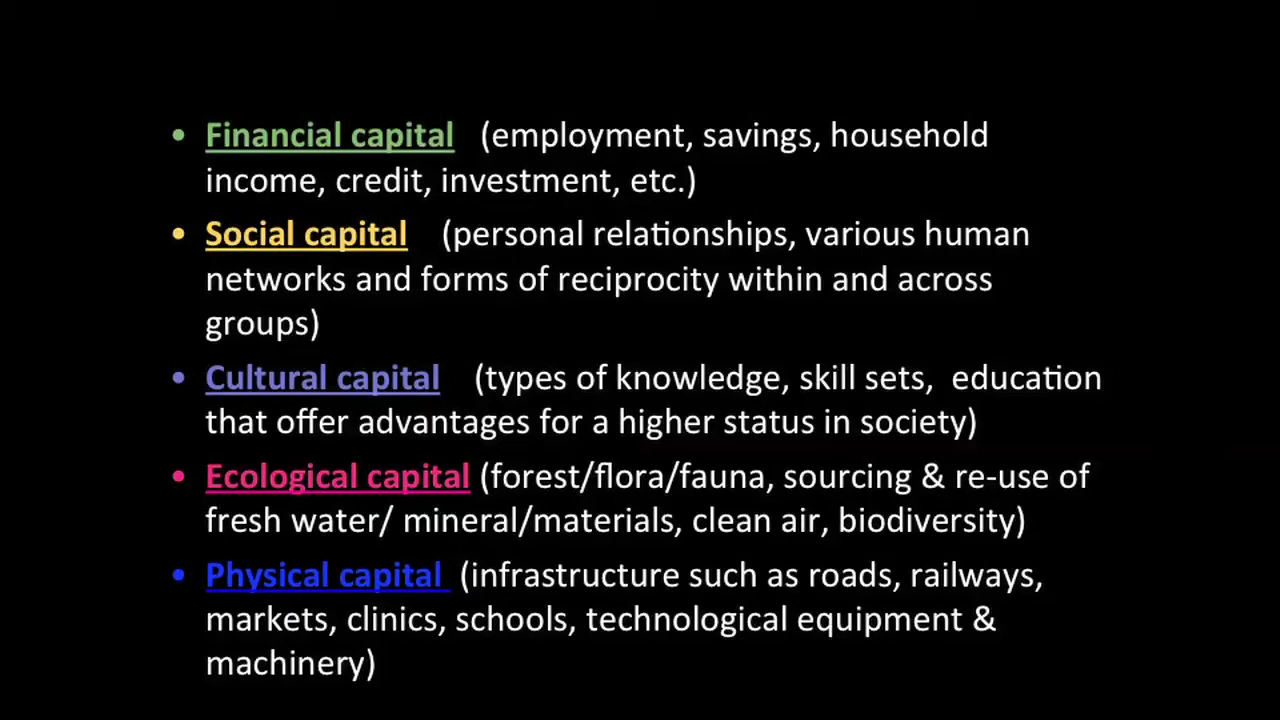 • Financial capital (employment, savings, household
income, credit, investment, etc.)
• Social capital (personal relationships, various human
networks and forms of reciprocity within and across
groups)
• Cultural capital (types of knowledge, skill sets, education
that offer advantages for a higher status in society)
• Ecological capital (forest/flora/fauna, sourcing & re-use of
fresh water/ mineral/materials, clean air, biodiversity)
• Physical capital (infrastructure such as roads, railways,
markets, clinics, schools, technological equipment &
machinery)